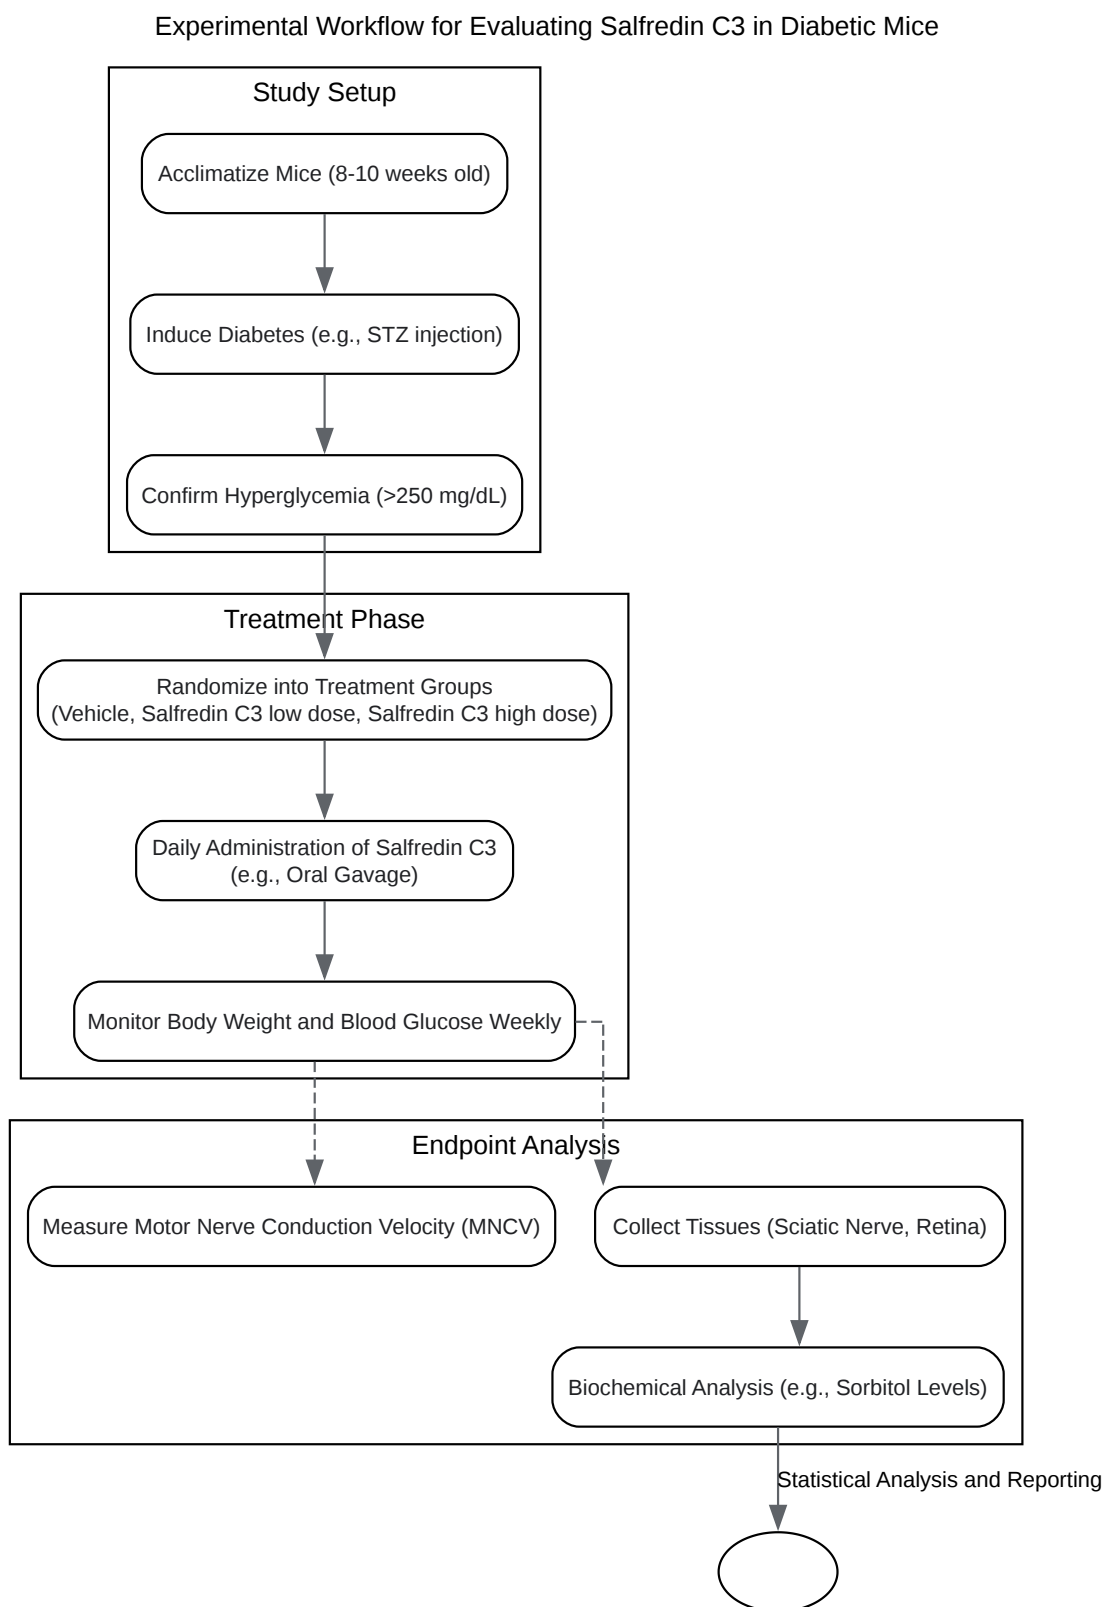 Experimental Workflow for Evaluating Salfredin C3 in Diabetic Mice
Study Setup
Acclimatize Mice (8-10 weeks old)
Induce Diabetes (e.g., STZ injection)
Confirm Hyperglycemia (>250 mg/dL)
Treatment Phase
Randomize into Treatment Groups
(Vehicle, Salfredin C3 low dose, Salfredin C3 high dose)
Daily Administration of Salfredin C3
(e.g., Oral Gavage)
Monitor Body Weight and Blood Glucose Weekly
Endpoint Analysis
Measure Motor Nerve Conduction Velocity (MNCV)
Collect Tissues (Sciatic Nerve, Retina)
Biochemical Analysis (e.g., Sorbitol Levels)
Statistical Analysis and Reporting